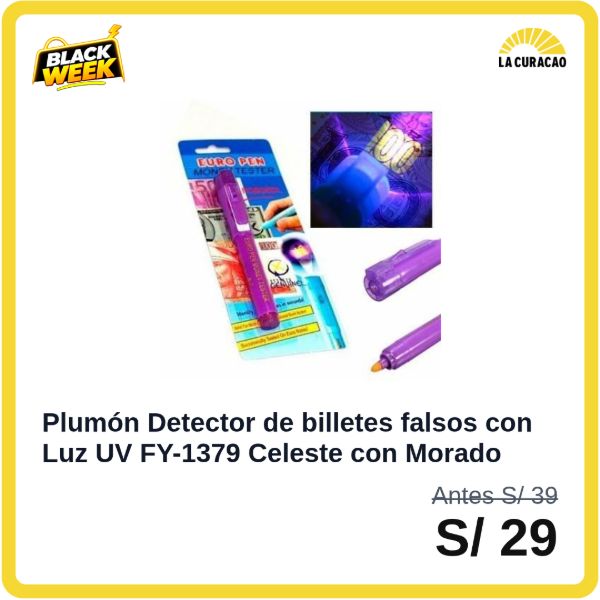 BLACK
WEEK
LA CURACAO
EURO PEN
MONEY TESTER
100
Plumón Detector de billetes falsos con
Luz UV FY-1379 Celeste con Morado
Antes S/ 39
S/ 29